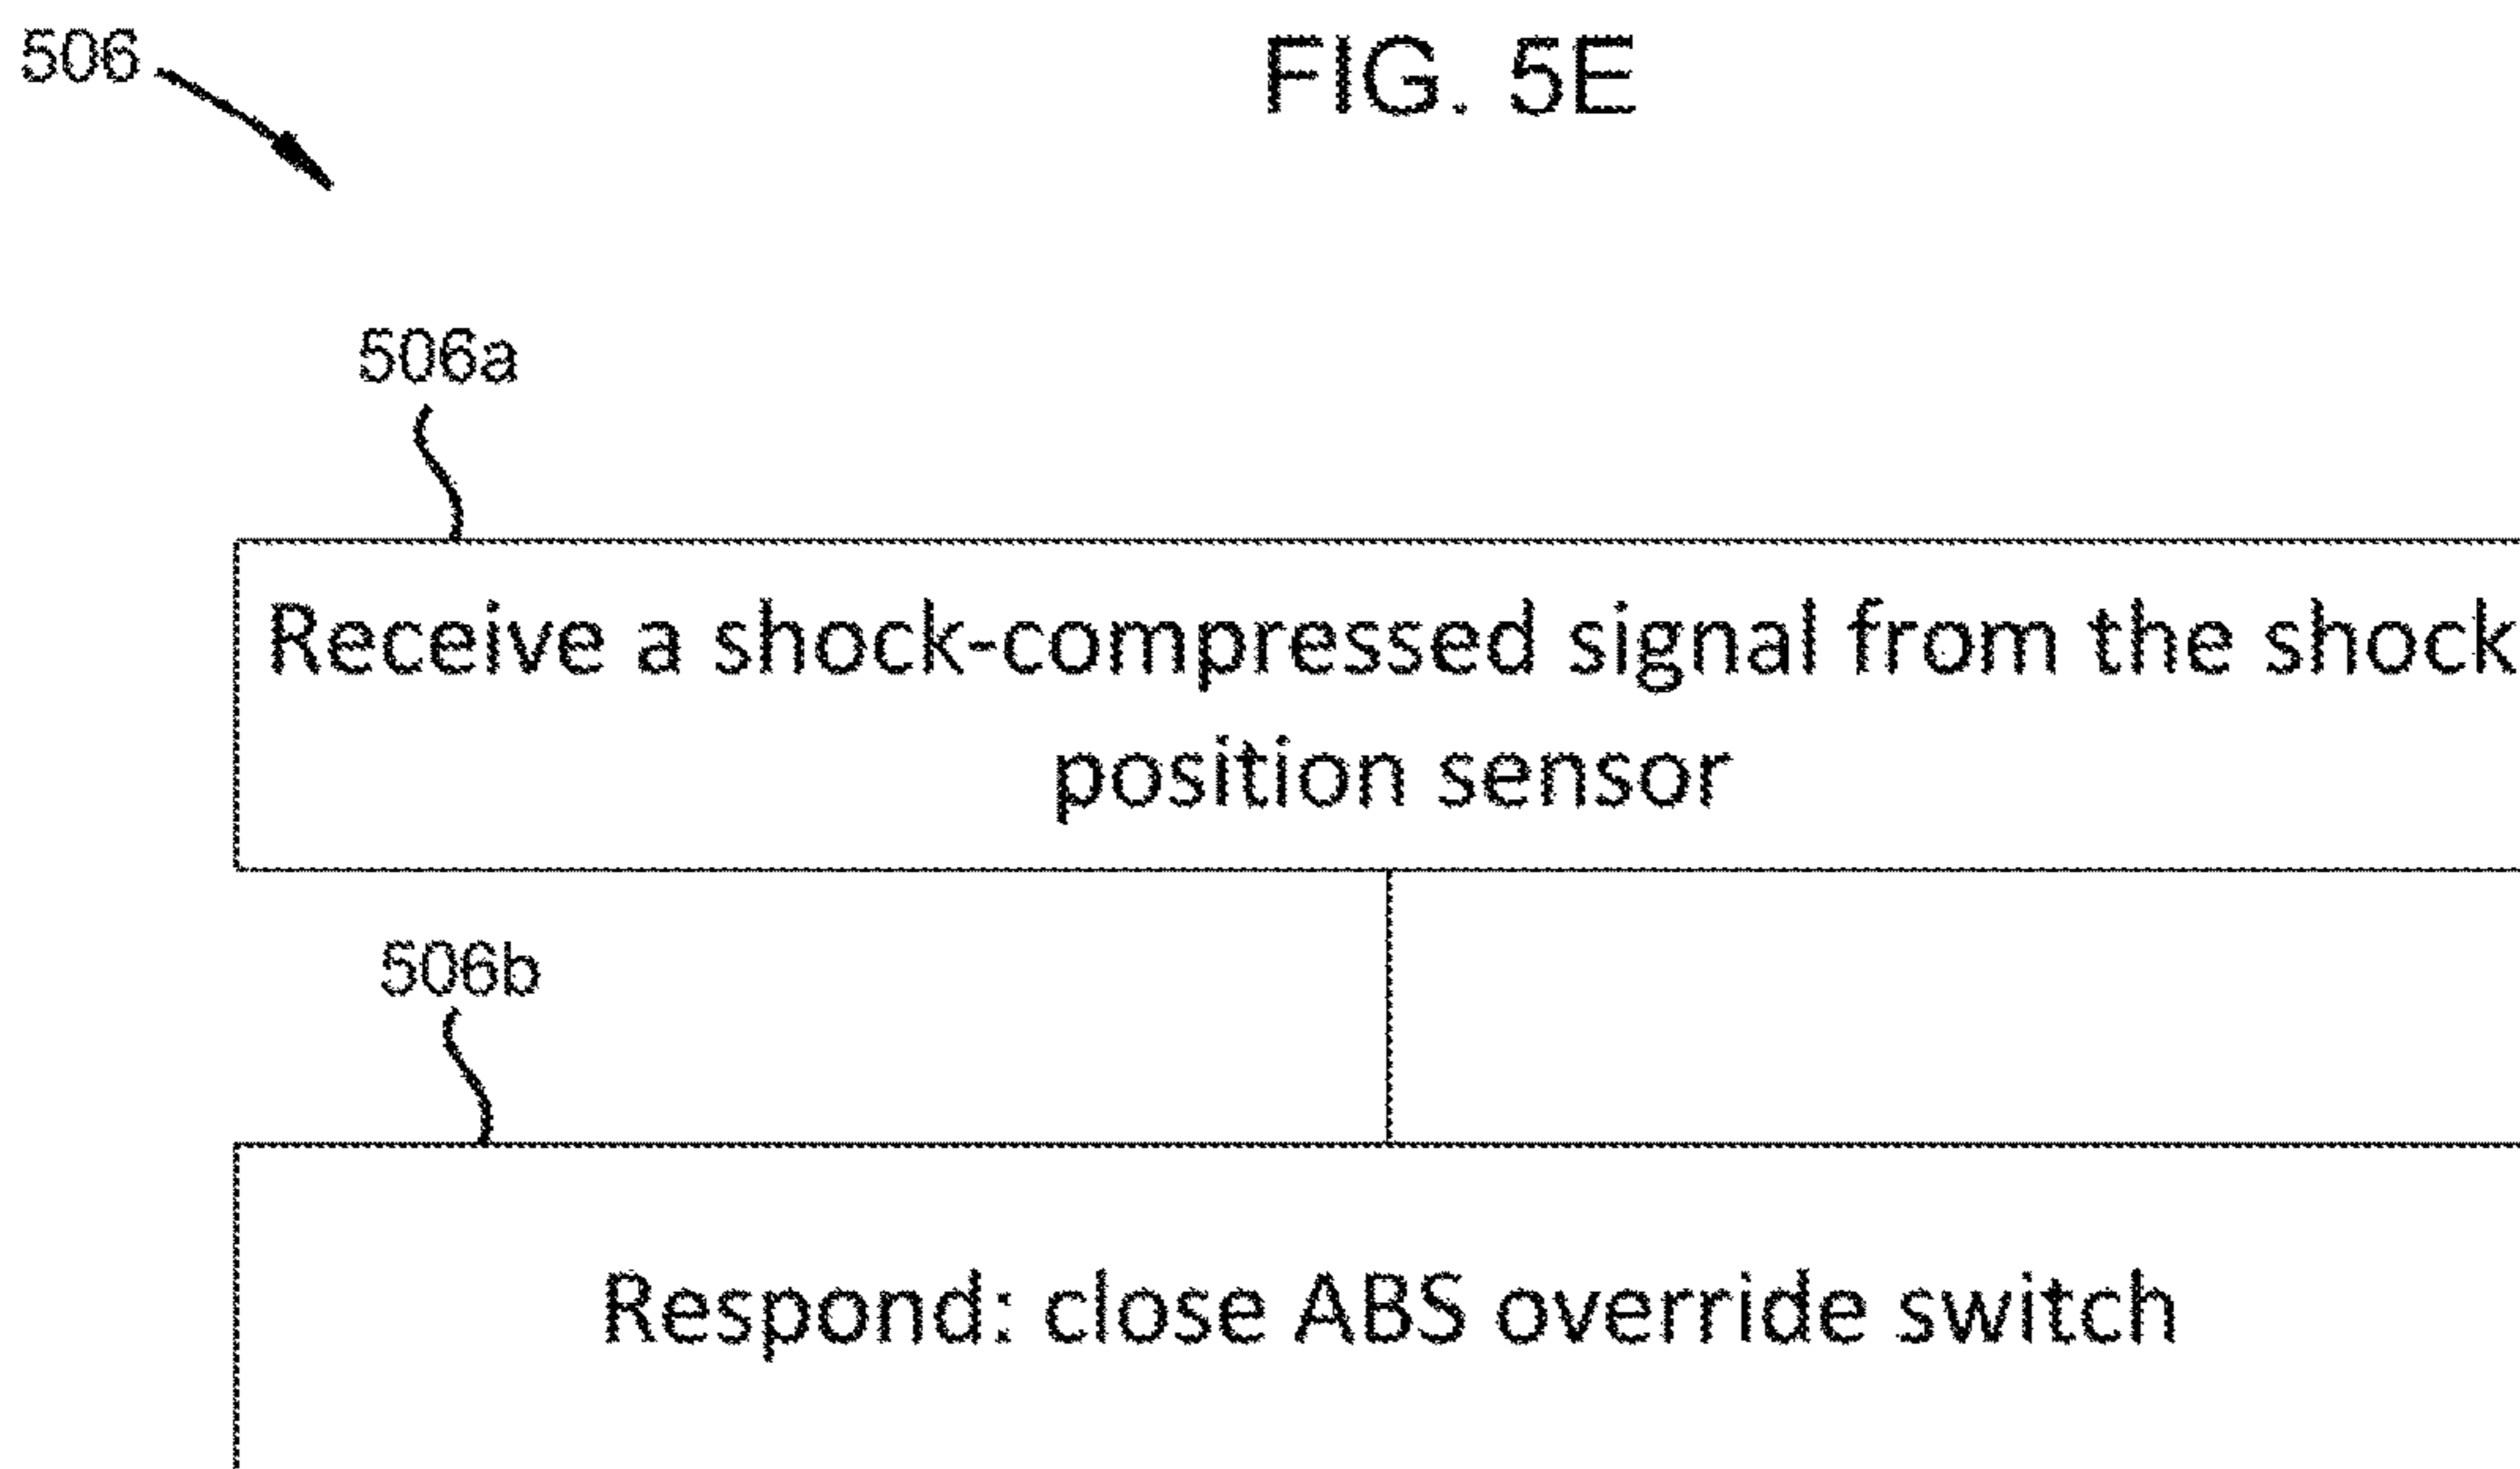 506
FIG. 5E
506a
Receive a shock-compressed signal from the shock
position sensor
506b
Respond: close ABS override switch